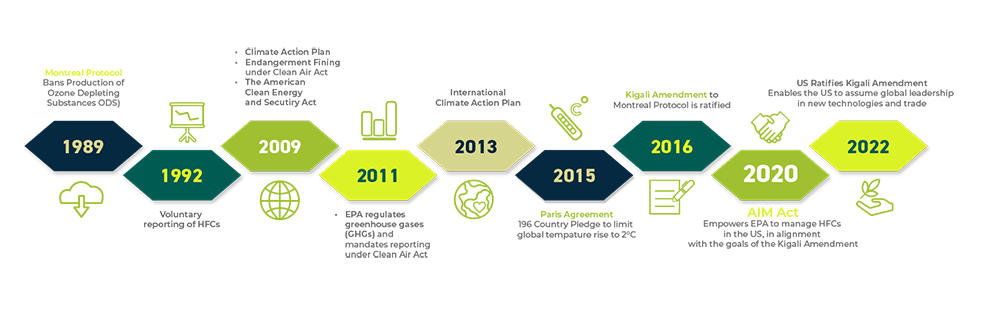 Montreal Protocol
Bans Production of
Ozone Depleting
Substances ODS)
1989
1992
Voluntary
reporting of HFCs
• Climate Action Plan
• Endangerment Fining
under Clean Air Act
• The American
Clean Energy
and Secutiry Act
2009
2011
• EPA regulates
greenhouse gases
(GHGs) and
mandates reporting
under Clean Air Act
International
Climate Action Plan
2013
C
2015
Paris Agreement
196 Country Pledge to limit
global tempature rise to 2°C
Kigali Amendment to
Montreal Protocol is ratified
2016
2020
AIM Act
Empowers EPA to manage HFCs
in the US, in alignment
with the goals of the Kigali Amendment
US Ratifies Kigali Amendment
Enables the US to assume global leadership
in new technologies and trade
2022